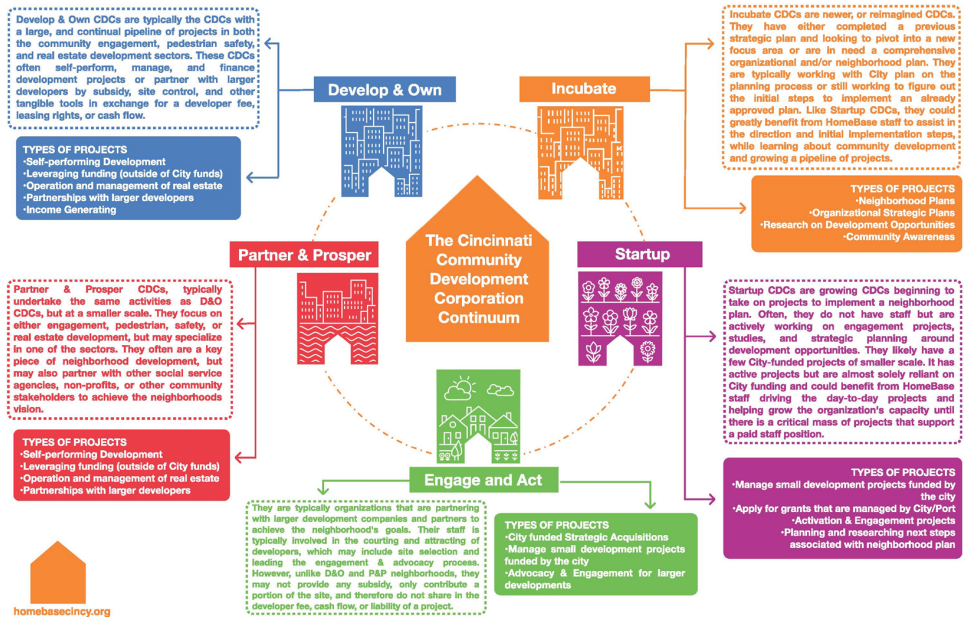 Develop & Own CDCs are typically the CDCs with
a large, and continual pipeline of projects in both
the community engagement, pedestrian safety,
and real estate development sectors. These CDCs
often self-perform, manage, and finance
development projects or partner with larger
developers by subsidy, site control, and other
tangible tools in exchange for a developer fee,
leasing rights, or cash flow.
TYPES OF PROJECTS
•Self-performing Development
•Leveraging funding (outside of City funds)
•Operation and management of real estate
•Partnerships with larger developers
•Income Generating
Develop & Own
Incubate
Incubate CDCs are newer, or reimagined CDCs.
They have either completed a previous
strategic plan and looking to pivot into a new
focus area or are in need a comprehensive
organizational and/or neighborhood plan. They
are typically working with City plan on the
planning process or still working to figure out
the initial steps to implement an already
approved plan. Like Startup CDCs, they could
greatly benefit from HomeBase staff to assist in
the direction and initial implementation steps,
while learning about community development
and growing a pipeline of projects.
TYPES OF PROJECTS
•Neighborhood Plans
•Organizational Strategic Plans
•Research on Development Opportunities
•Community Awareness
The Cincinnati
Community
Development
Corporation
Continuum
Partner & Prosper
Partner & Prosper CDCs, typically
undertake the same activities as D&O
CDCs, but at a smaller scale. They focus on
either engagement, pedestrian, safety, or
real estate development, but may specialize
in one of the sectors. They often are a key
piece of neighborhood development, but
may also partner with other social service
agencies, non-profits, or other community
stakeholders to achieve the neighborhoods
vision.
TYPES OF PROJECTS
•Self-performing Development
•Leveraging funding (outside of City funds)
•Operation and management of real estate
•Partnerships with larger developers
Startup
Startup CDCs are growing CDCs beginning to
take on projects to implement a neighborhood
plan. Often, they do not have staff but are
actively working on engagement projects,
studies, and strategic planning around
development opportunities. They likely have a
few City-funded projects of smaller scale. It has
active projects but are almost solely reliant on
City funding and could benefit from HomeBase
staff driving the day-to-day projects and
helping grow the organization's capacity until
there is a critical mass of projects that support
a paid staff position.
TYPES OF PROJECTS
•Manage small development projects funded by
the city
•Apply for grants that are managed by City/Port
•Activation & Engagement projects
•Planning and researching next steps
associated with neighborhood plan
Engage and Act
They are typically organizations that are partnering
with larger development companies and partners to
achieve the neighborhood's goals. Their staff is
typically involved in the courting and attracting of
developers, which may include site selection and
leading the engagement & advocacy process.
However, unlike D&O and P&P neighborhoods, they
may not provide any subsidy, only contribute a
portion of the site, and therefore do not share in the
developer fee, cash flow, or liability of a project.
TYPES OF PROJECTS
•City funded Strategic Acquisitions
•Manage small development projects
funded by the city
•Advocacy & Engagement for larger
developments
homebasecincy.org